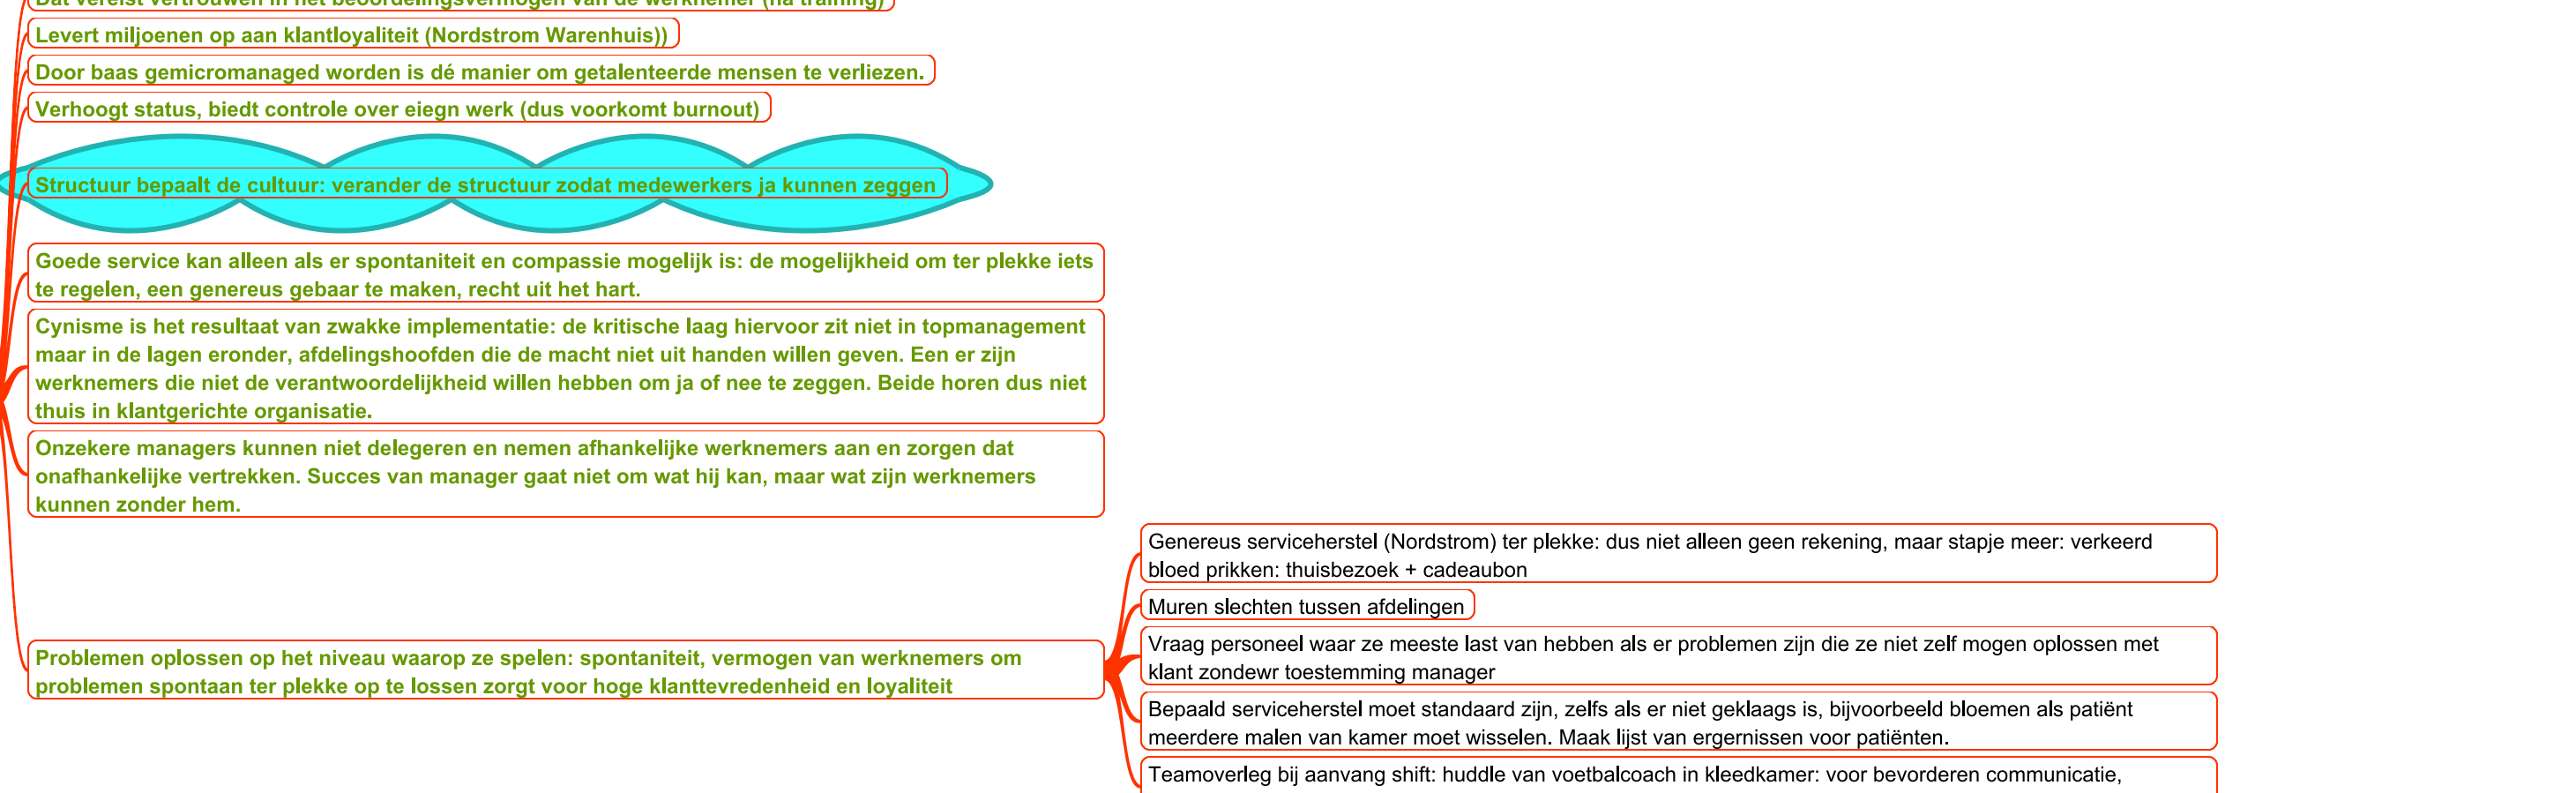 Dat vereist vertrouwen in het beoordelingsvermogen van de werknemer (na training)
Levert miljoenen op aan klantloyaliteit (Nordstrom Warenhuis))
Door baas gemicromanaged worden is dé manier om getalenteerde mensen te verliezen.
Verhoogt status, biedt controle over eiegn werk (dus voorkomt burnout)
Structuur bepaalt de cultuur: verander de structuur zodat medewerkers ja kunnen zeggen
Goede service kan alleen als er spontaniteit en compassie mogelijk is: de mogelijkheid om ter plekke iets
te regelen, een genereus gebaar te maken, recht uit het hart.
Cynisme is het resultaat van zwakke implementatie: de kritische laag hiervoor zit niet in topmanagement
maar in de lagen eronder, afdelingshoofden die de macht niet uit handen willen geven. Een er zijn
werknemers die niet de verantwoordelijkheid willen hebben om ja of nee te zeggen. Beide horen dus niet
thuis in klantgerichte organisatie.
Onzekere managers kunnen niet delegeren en nemen afhankelijke werknemers aan en zorgen dat
onafhankelijke vertrekken. Succes van manager gaat niet om wat hij kan, maar wat zijn werknemers
kunnen zonder hem.
Problemen oplossen op het niveau waarop ze spelen: spontaniteit, vermogen van werknemers om
problemen spontaan ter plekke op te lossen zorgt voor hoge klanttevredenheid en loyaliteit
Genereus serviceherstel (Nordstrom) ter plekke: dus niet alleen geen rekening, maar stapje meer: verkeerd
bloed prikken: thuisbezoek + cadeaubon
Muren slechten tussen afdelingen
Vraag personeel waar ze meeste last van hebben als er problemen zijn die ze niet zelf mogen oplossen met
klant zondewr toestemming manager
Bepaald serviceherstel moet standaard zijn, zelfs als er niet geklaags is, bijvoorbeeld bloemen als patiënt
meerdere malen van kamer moet wisselen. Maak lijst van ergernissen voor patiënten.
Teamoverleg bij aanvang shift: huddle van voetbalcoach in kleedkamer: voor bevorderen communicatie,